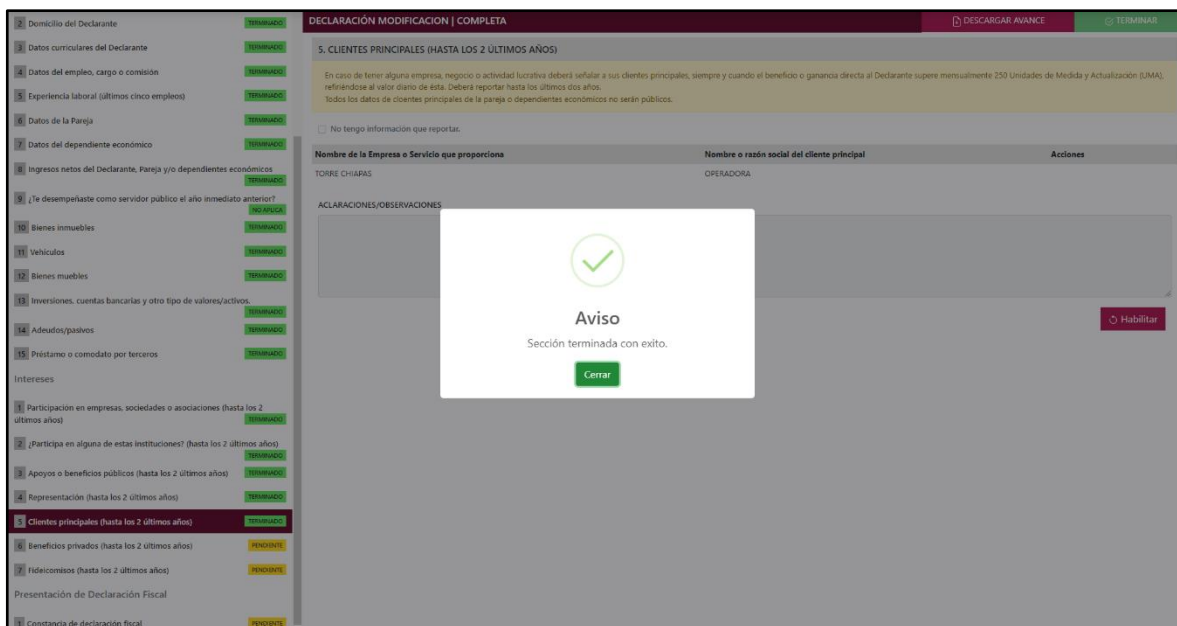 2 Domicilio del Declarante TERMINADO
3 Datos curriculares del Declarante TERMINADO
4 Datos del empleo, cargo o comisión TERMINADO
5 Experiencia laboral (últimos cinco empleos) TERMINADO
6 Datos de la Pareja TERMINADO
7 Datos del dependiente económico TERMINADO
8 Ingresos netos del Declarante, Pareja y/o dependientes económicos
TERMINADO
9 ¿Te desempeñaste como servidor público el año inmediato anterior?
NO APLICA
10 Bienes inmuebles TERMINADO
11 Vehículos TERMINADO
12 Bienes muebles TERMINADO
13 Inversiones, cuentas bancarias y otro tipo de valores/activos.
TERMINADO
14 Adeudos/pasivos TERMINADO
15 Préstamo o comodato por terceros TERMINADO
Intereses
1 Participación en empresas, sociedades o asociaciones (hasta los 2
últimos años) TERMINADO
2 ¿Participa en alguna de estas instituciones? (hasta los 2 últimos años)
TERMINADO
3 Apoyos o beneficios públicos (hasta los 2 últimos años) TERMINADO
4 Representación (hasta los 2 últimos años) TERMINADO
5 Clientes principales (hasta los 2 últimos años) TERMINADO
6 Beneficios privados (hasta los 2 últimos años) PENDIENTE
7 Fideicomisos (hasta los 2 últimos años) PENDIENTE
Presentación de Declaración Fiscal
1 Constancia de declaración fiscal PENDIENTE
DECLARACIÓN MODIFICACION | COMPLETA DESCARGAR AVANCE TERMINAR
5. CLIENTES PRINCIPALES (HASTA LOS 2 ÚLTIMOS AÑOS)
En caso de tener alguna empresa, negocio o actividad lucrativa deberá señalar a sus clientes principales, siempre y cuando el beneficio o ganancia directa al Declarante supere mensualmente 250 Unidades de Medida y Actualización (UMA),
refiriéndose al valor diario de ésta. Deberá reportar hasta los últimos dos años.
Todos los datos de clientes principales de la pareja o dependientes económicos no serán públicos.
No tengo información que reportas.
Nombre de la Empresa o Servicio que proporciona Nombre o razón social del cliente principal Acciones
TORRE CHIAPAS OPERADORA
ACLARACIONES/OBSERVACIONES
Habilitar
Aviso
Sección terminada con exito.
Cerrar